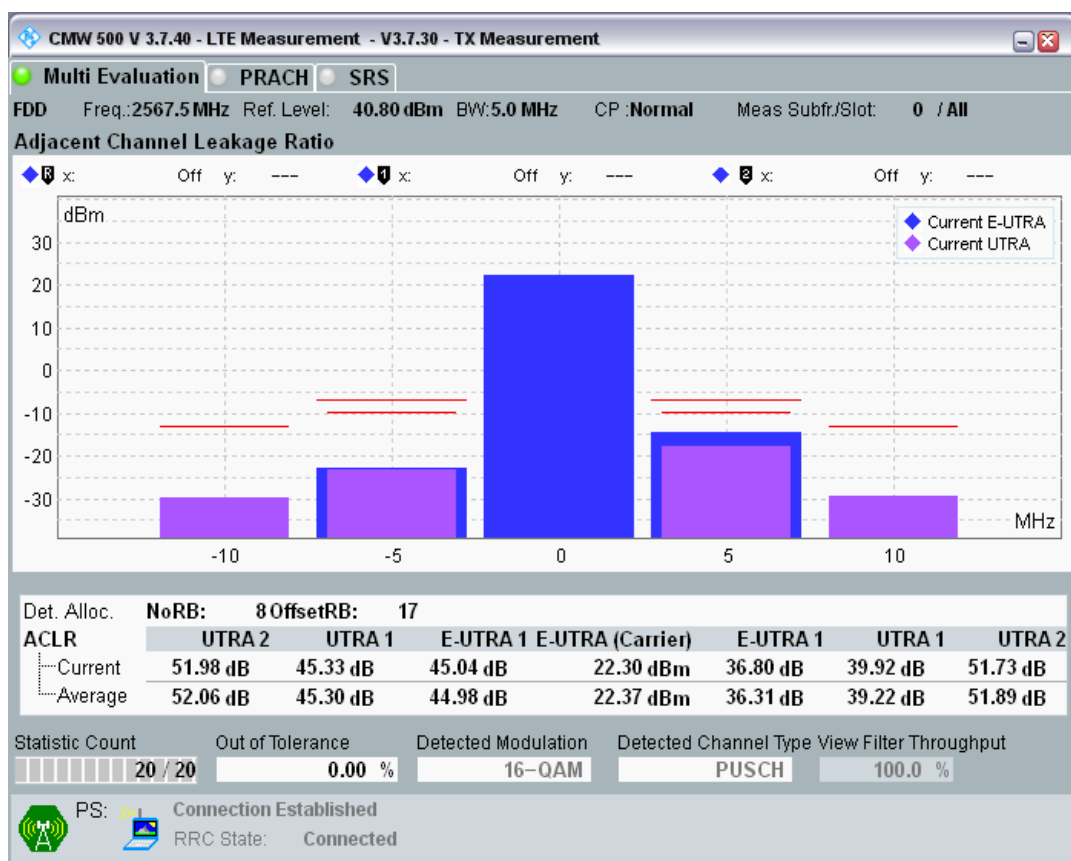 CMW 500 V 3.7.40 - LTE Measurement - V3.7.30 - TX Measurement
Multi Evaluation PRACH SRS
FDD Freq.:2567.5 MHz Ref. Level: 40.80 dBm BW:5.0 MHz CP :Normal Meas Subfr./Slot: 0 / All
Adjacent Channel Leakage Ratio
R x: Off y: --- 1 x: Off y: --- 2 x: Off y: ---
dBm
Current E-UTRA
Current UTRA
30
20
10
0
-10
-20
-30
MHz
-10 -5 0 5 10
Det. Alloc. NoRB: 8 OffsetRB: 17
ACLR UTRA 2 UTRA 1 E-UTRA 1 E-UTRA (Carrier) E-UTRA 1 UTRA 1 UTRA 2
Current 51.98 dB 45.33 dB 45.04 dB 22.30 dBm 36.80 dB 39.92 dB 51.73 dB
Average 52.06 dB 45.30 dB 44.98 dB 22.37 dBm 36.31 dB 39.22 dB 51.89 dB
Statistic Count Out of Tolerance Detected Modulation Detected Channel Type View Filter Throughput
20 / 20 0.00 % 16-QAM PUSCH 100.0 %
PS: Connection Established
RRC State: Connected